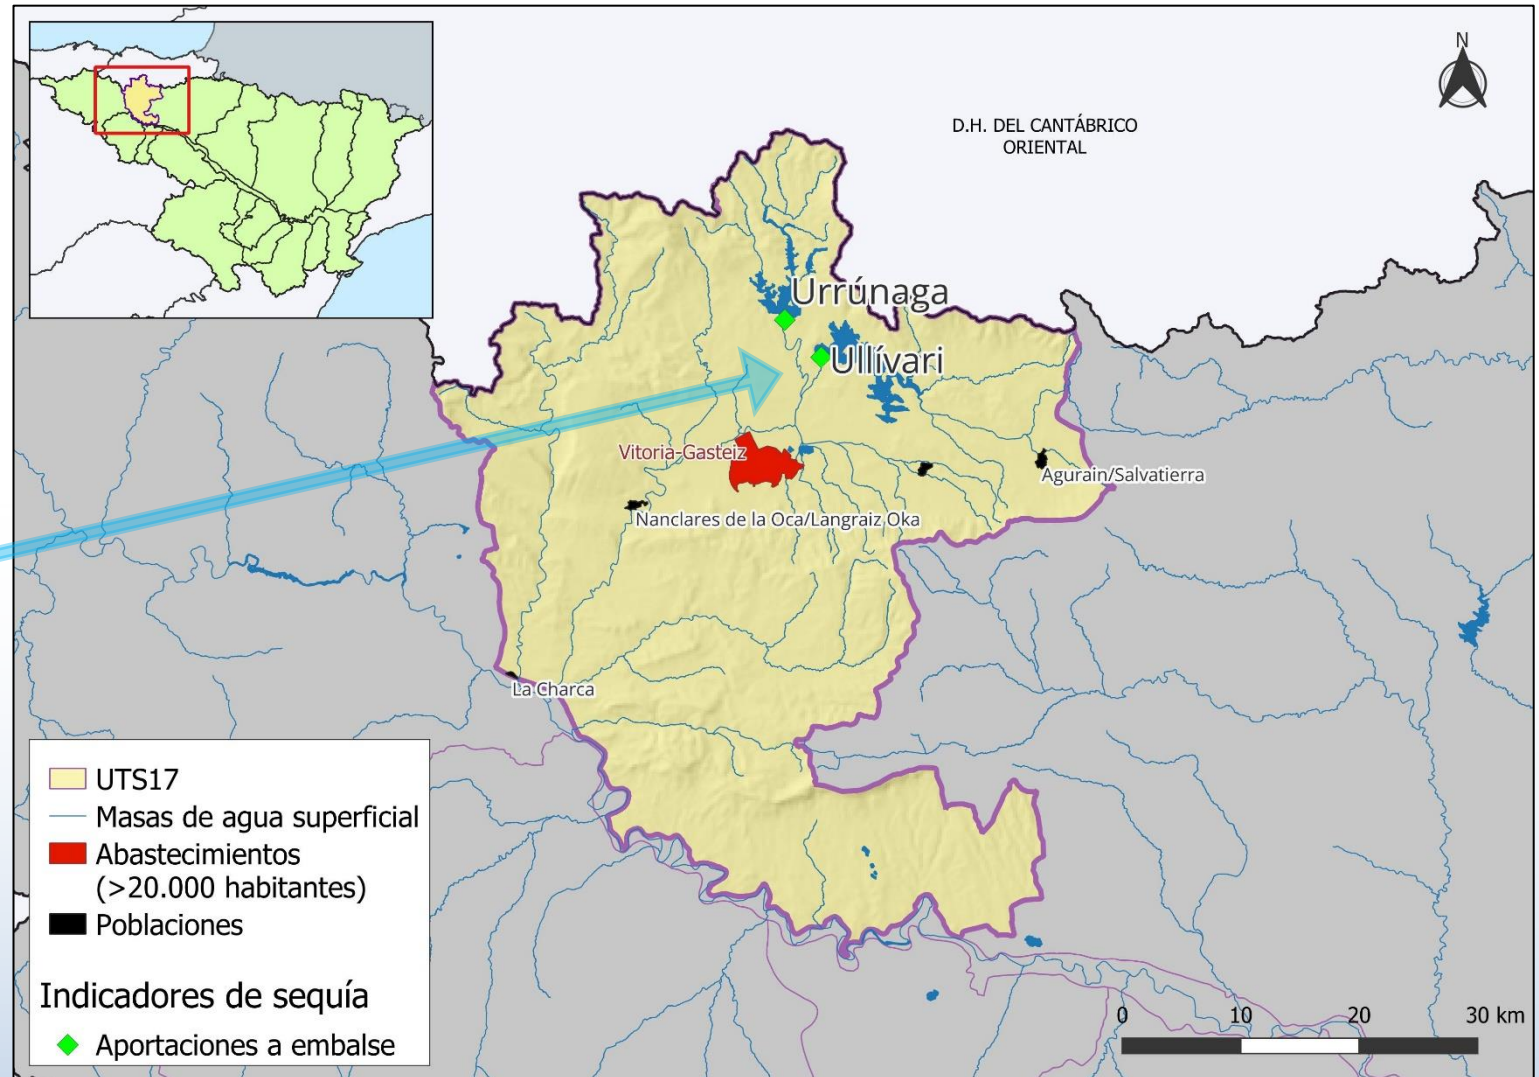 N
D.H. DEL CANTÁBRICO
ORIENTAL
Urrúnaga
Ullívari
Vitoria-Gasteiz
Agurain/Salvatierra
Nanclares de la Oca/Langraiz Oka
La Charca
UTS17
Masas de agua superficial
Abastecimientos
(>20.000 habitantes)
Poblaciones
Indicadores de sequía
Aportaciones a embalse
0 10 20 30 km